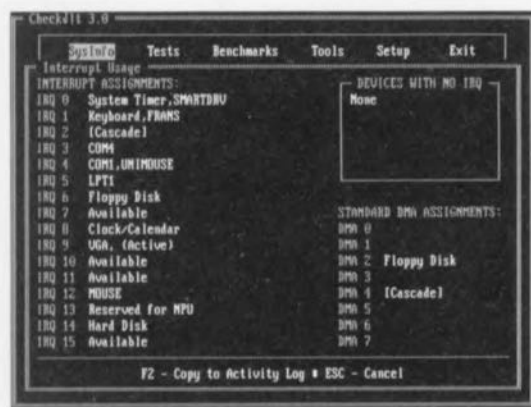 CheckIt 3.0
SysInfo Tests Benchmarks Tools Setup Exit
Interrupt Usage
INTERRUPT ASSIGNMENTS:
IRQ 0 System Timer,SMARTDRV
IRQ 1 Keyboard,FRANS
IRQ 2 [Cascade]
IRQ 3 COM4
IRQ 4 COM1,UNIMOUSE
IRQ 5 LPT1
IRQ 6 Floppy Disk
IRQ 7 Available
IRQ 8 Clock/Calendar
IRQ 9 VGA, (Active)
IRQ 10 Available
IRQ 11 Available
IRQ 12 MOUSE
IRQ 13 Reserved for NPU
IRQ 14 Hard Disk
IRQ 15 Available
DEVICES WITH NO IRQ
None
STANDARD DMA ASSIGNMENTS:
DMA 0
DMA 1
DMA 2 Floppy Disk
DMA 3
DMA 4 [Cascade]
DMA 5
DMA 6
DMA 7
F2 - Copy to Activity Log ♦ ESC - Cancel